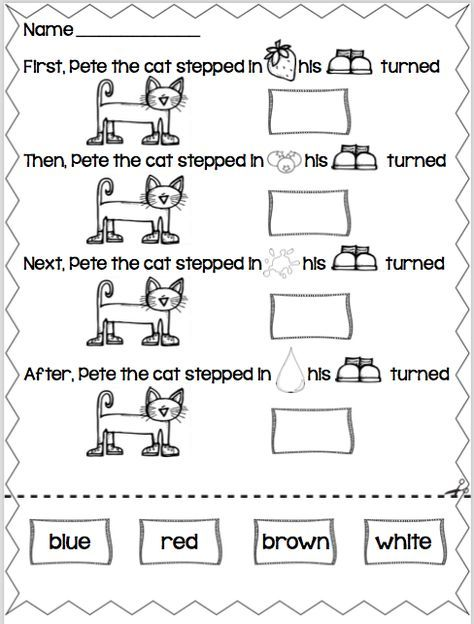 Name
First, Pete the cat stepped in his turned
Then, Pete the cat stepped in his turned
Next, Pete the cat stepped in his turned
After, Pete the cat stepped in his turned
blue red brown white